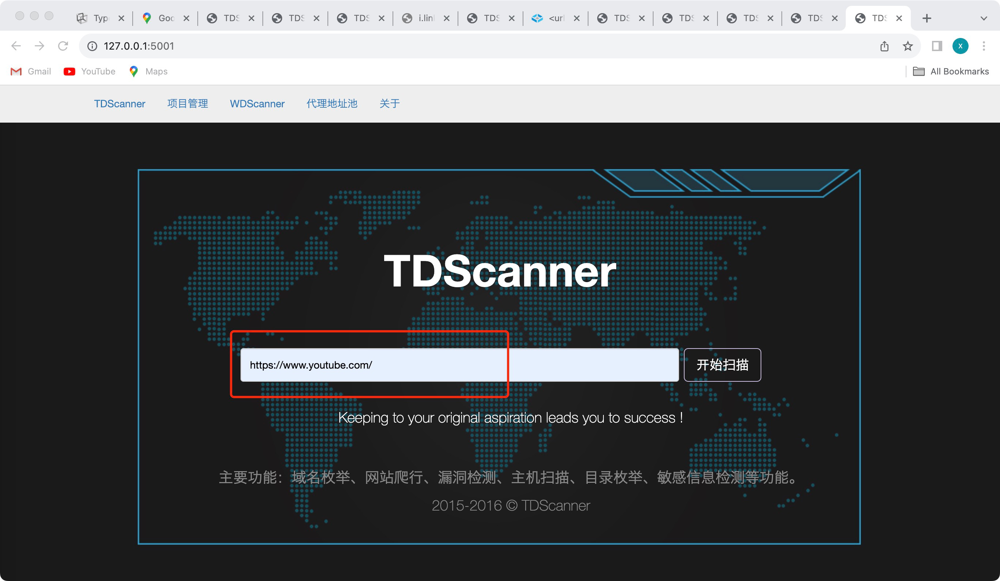 Typ
Goo
TDS
TDS
TDS
i.lin
TDS
<url
TDS
TDS
TDS
TDS
TDS
127.0.0.1:5001
X
Gmail
YouTube
Maps
All Bookmarks
TDScanner
项目管理
WDScanner
代理地址池
关于
TDScanner
https://www.youtube.com/
开始扫描
Keeping to your original aspiration leads you to success !
主要功能：域名枚举、网站爬行、漏洞检测、主机扫描、目录枚举、敏感信息检测等功能。
2015-2016 © TDScanner